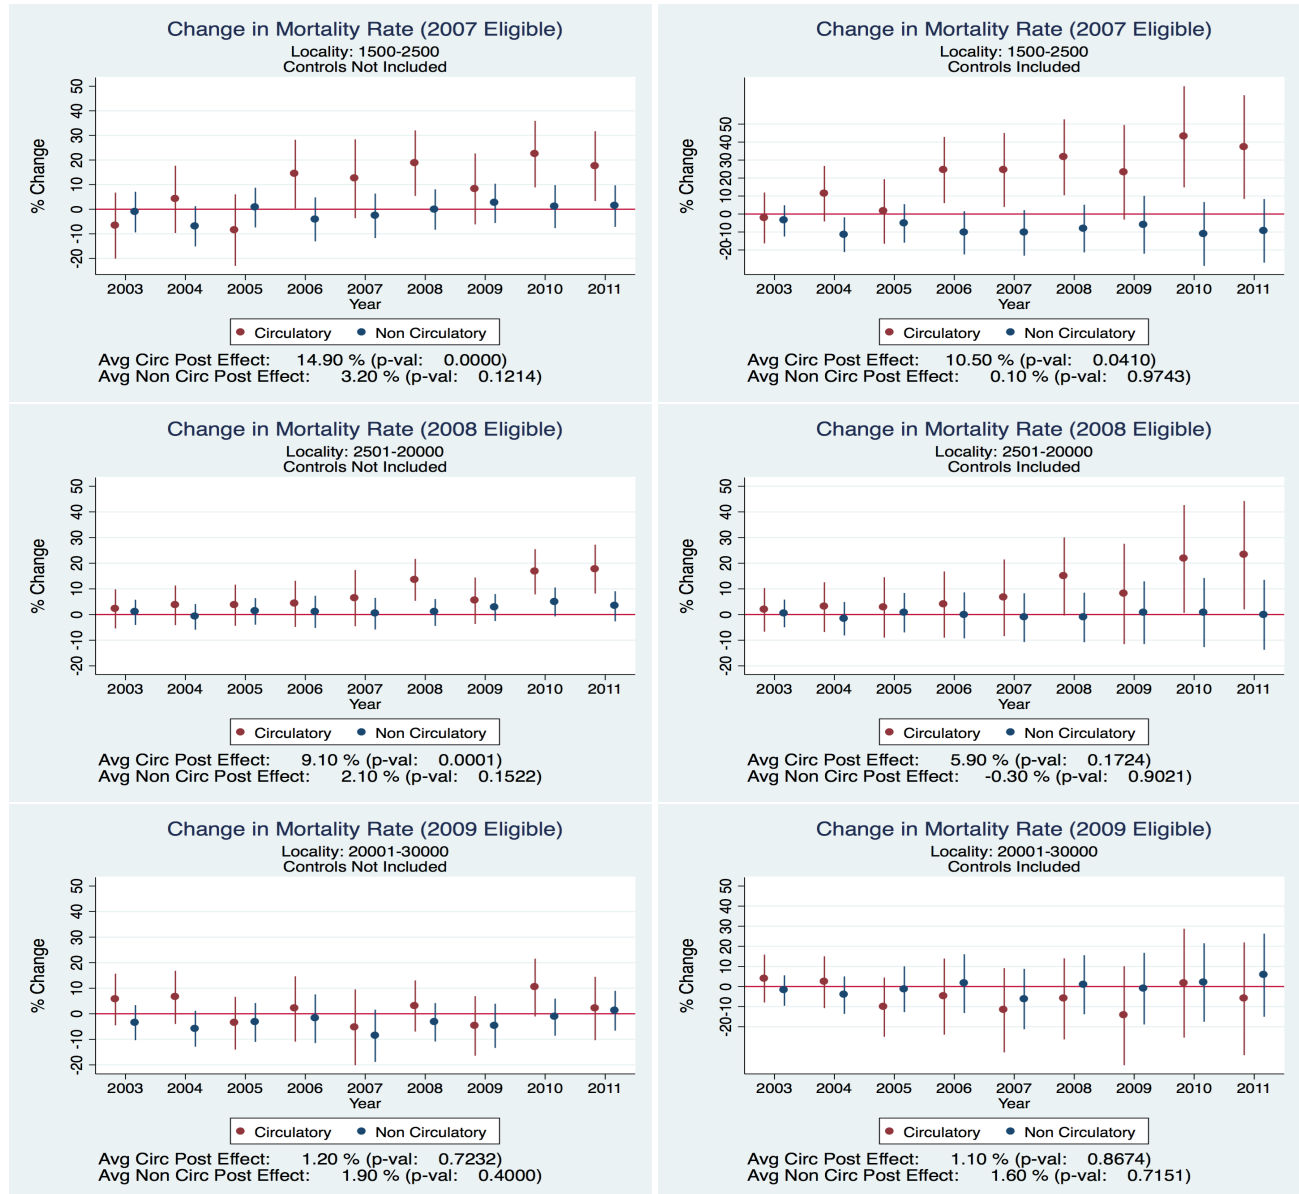 Change in Mortality Rate (2007 Eligible)
Locality: 1500-2500
Controls Not Included
% Change
50
40
30
20
10
0
-10
-20
2003 2004 2005 2006 2007 2008 2009 2010 2011
Year
Circulatory Non Circulatory
Avg Circ Post Effect: 14.90 % (p-val: 0.0000)
Avg Non Circ Post Effect: 3.20 % (p-val: 0.1214)
Change in Mortality Rate (2007 Eligible)
Locality: 1500-2500
Controls Included
% Change
50
40
30
20
10
0
-10
-20
2003 2004 2005 2006 2007 2008 2009 2010 2011
Year
Circulatory Non Circulatory
Avg Circ Post Effect: 10.50 % (p-val: 0.0410)
Avg Non Circ Post Effect: 0.10 % (p-val: 0.9743)
Change in Mortality Rate (2008 Eligible)
Locality: 2501-20000
Controls Not Included
% Change
50
40
30
20
10
0
-10
-20
2003 2004 2005 2006 2007 2008 2009 2010 2011
Year
Circulatory Non Circulatory
Avg Circ Post Effect: 9.10 % (p-val: 0.0001)
Avg Non Circ Post Effect: 2.10 % (p-val: 0.1522)
Change in Mortality Rate (2008 Eligible)
Locality: 2501-20000
Controls Included
% Change
50
40
30
20
10
0
-10
-20
2003 2004 2005 2006 2007 2008 2009 2010 2011
Year
Circulatory Non Circulatory
Avg Circ Post Effect: 5.90 % (p-val: 0.1724)
Avg Non Circ Post Effect: -0.30 % (p-val: 0.9021)
Change in Mortality Rate (2009 Eligible)
Locality: 20001-30000
Controls Not Included
% Change
50
40
30
20
10
0
-10
-20
2003 2004 2005 2006 2007 2008 2009 2010 2011
Year
Circulatory Non Circulatory
Avg Circ Post Effect: 1.20 % (p-val: 0.7232)
Avg Non Circ Post Effect: 1.90 % (p-val: 0.4000)
Change in Mortality Rate (2009 Eligible)
Locality: 20001-30000
Controls Included
% Change
50
40
30
20
10
0
-10
-20
2003 2004 2005 2006 2007 2008 2009 2010 2011
Year
Circulatory Non Circulatory
Avg Circ Post Effect: 1.10 % (p-val: 0.8674)
Avg Non Circ Post Effect: 1.60 % (p-val: 0.7151)